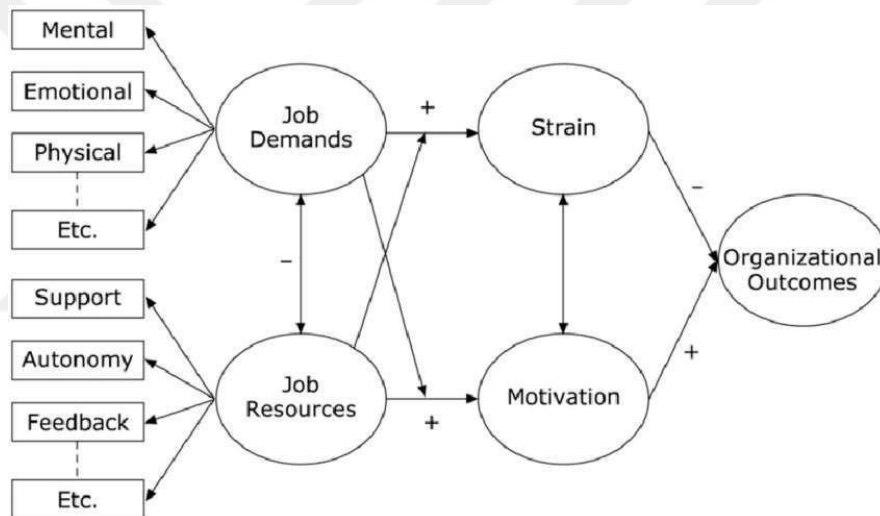 Mental
Emotional
Physical
Etc.
Support
Autonomy
Feedback
Etc.
Job
Demands
+
Strain
–
–
Organizational
Outcomes
Job
Resources
+
Motivation
+